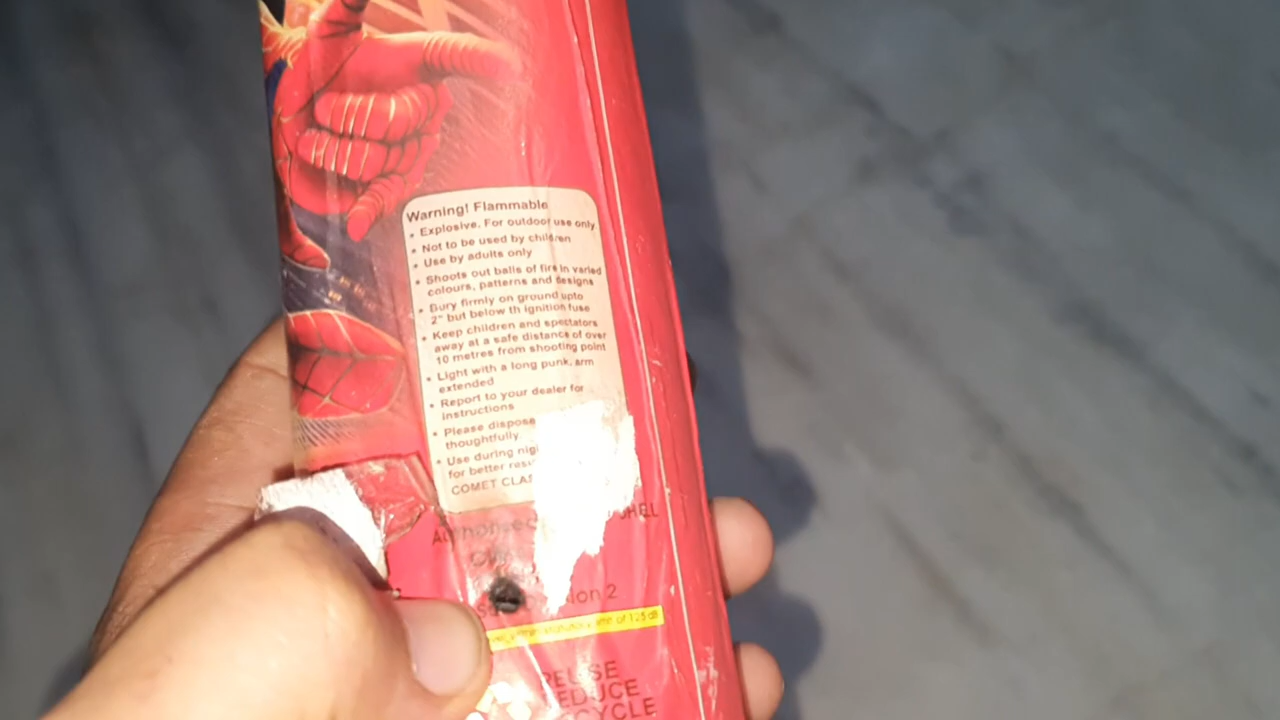 Warning! Flammable
• Explosive. For outdoor use only
• Not to be used by children
• Use by adults only
• Shoots out balls of fire in varied
colours, patterns and designs
• Bury firmly on ground upto
2" but below th ignition fuse
• Keep children and spectators
away at a safe distance of over
10 metres from shooting point
• Light with a long punk, arm
extended
• Report to your dealer for
instructions
• Please dispose
thoughtfully
• Use during
for better
COMET
2
of 125 dB
REUSE
REDUCE
RECYCLE